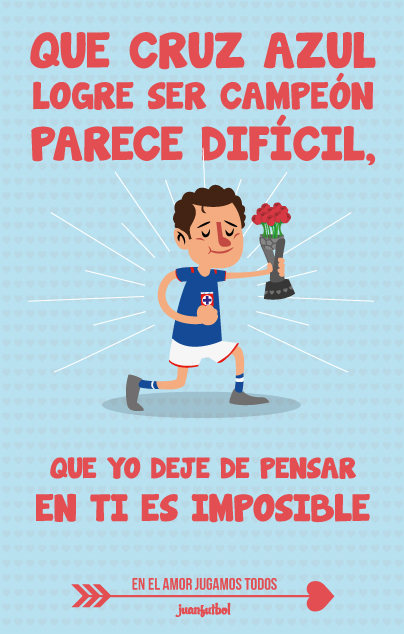 QUE CRUZ AZUL
LOGRE SER CAMPEÓN
PARECE DIFÍCIL,
QUE YO DEJE DE PENSAR
EN TI ES IMPOSIBLE
EN EL AMOR JUGAMOS TODOS
juanfutbol